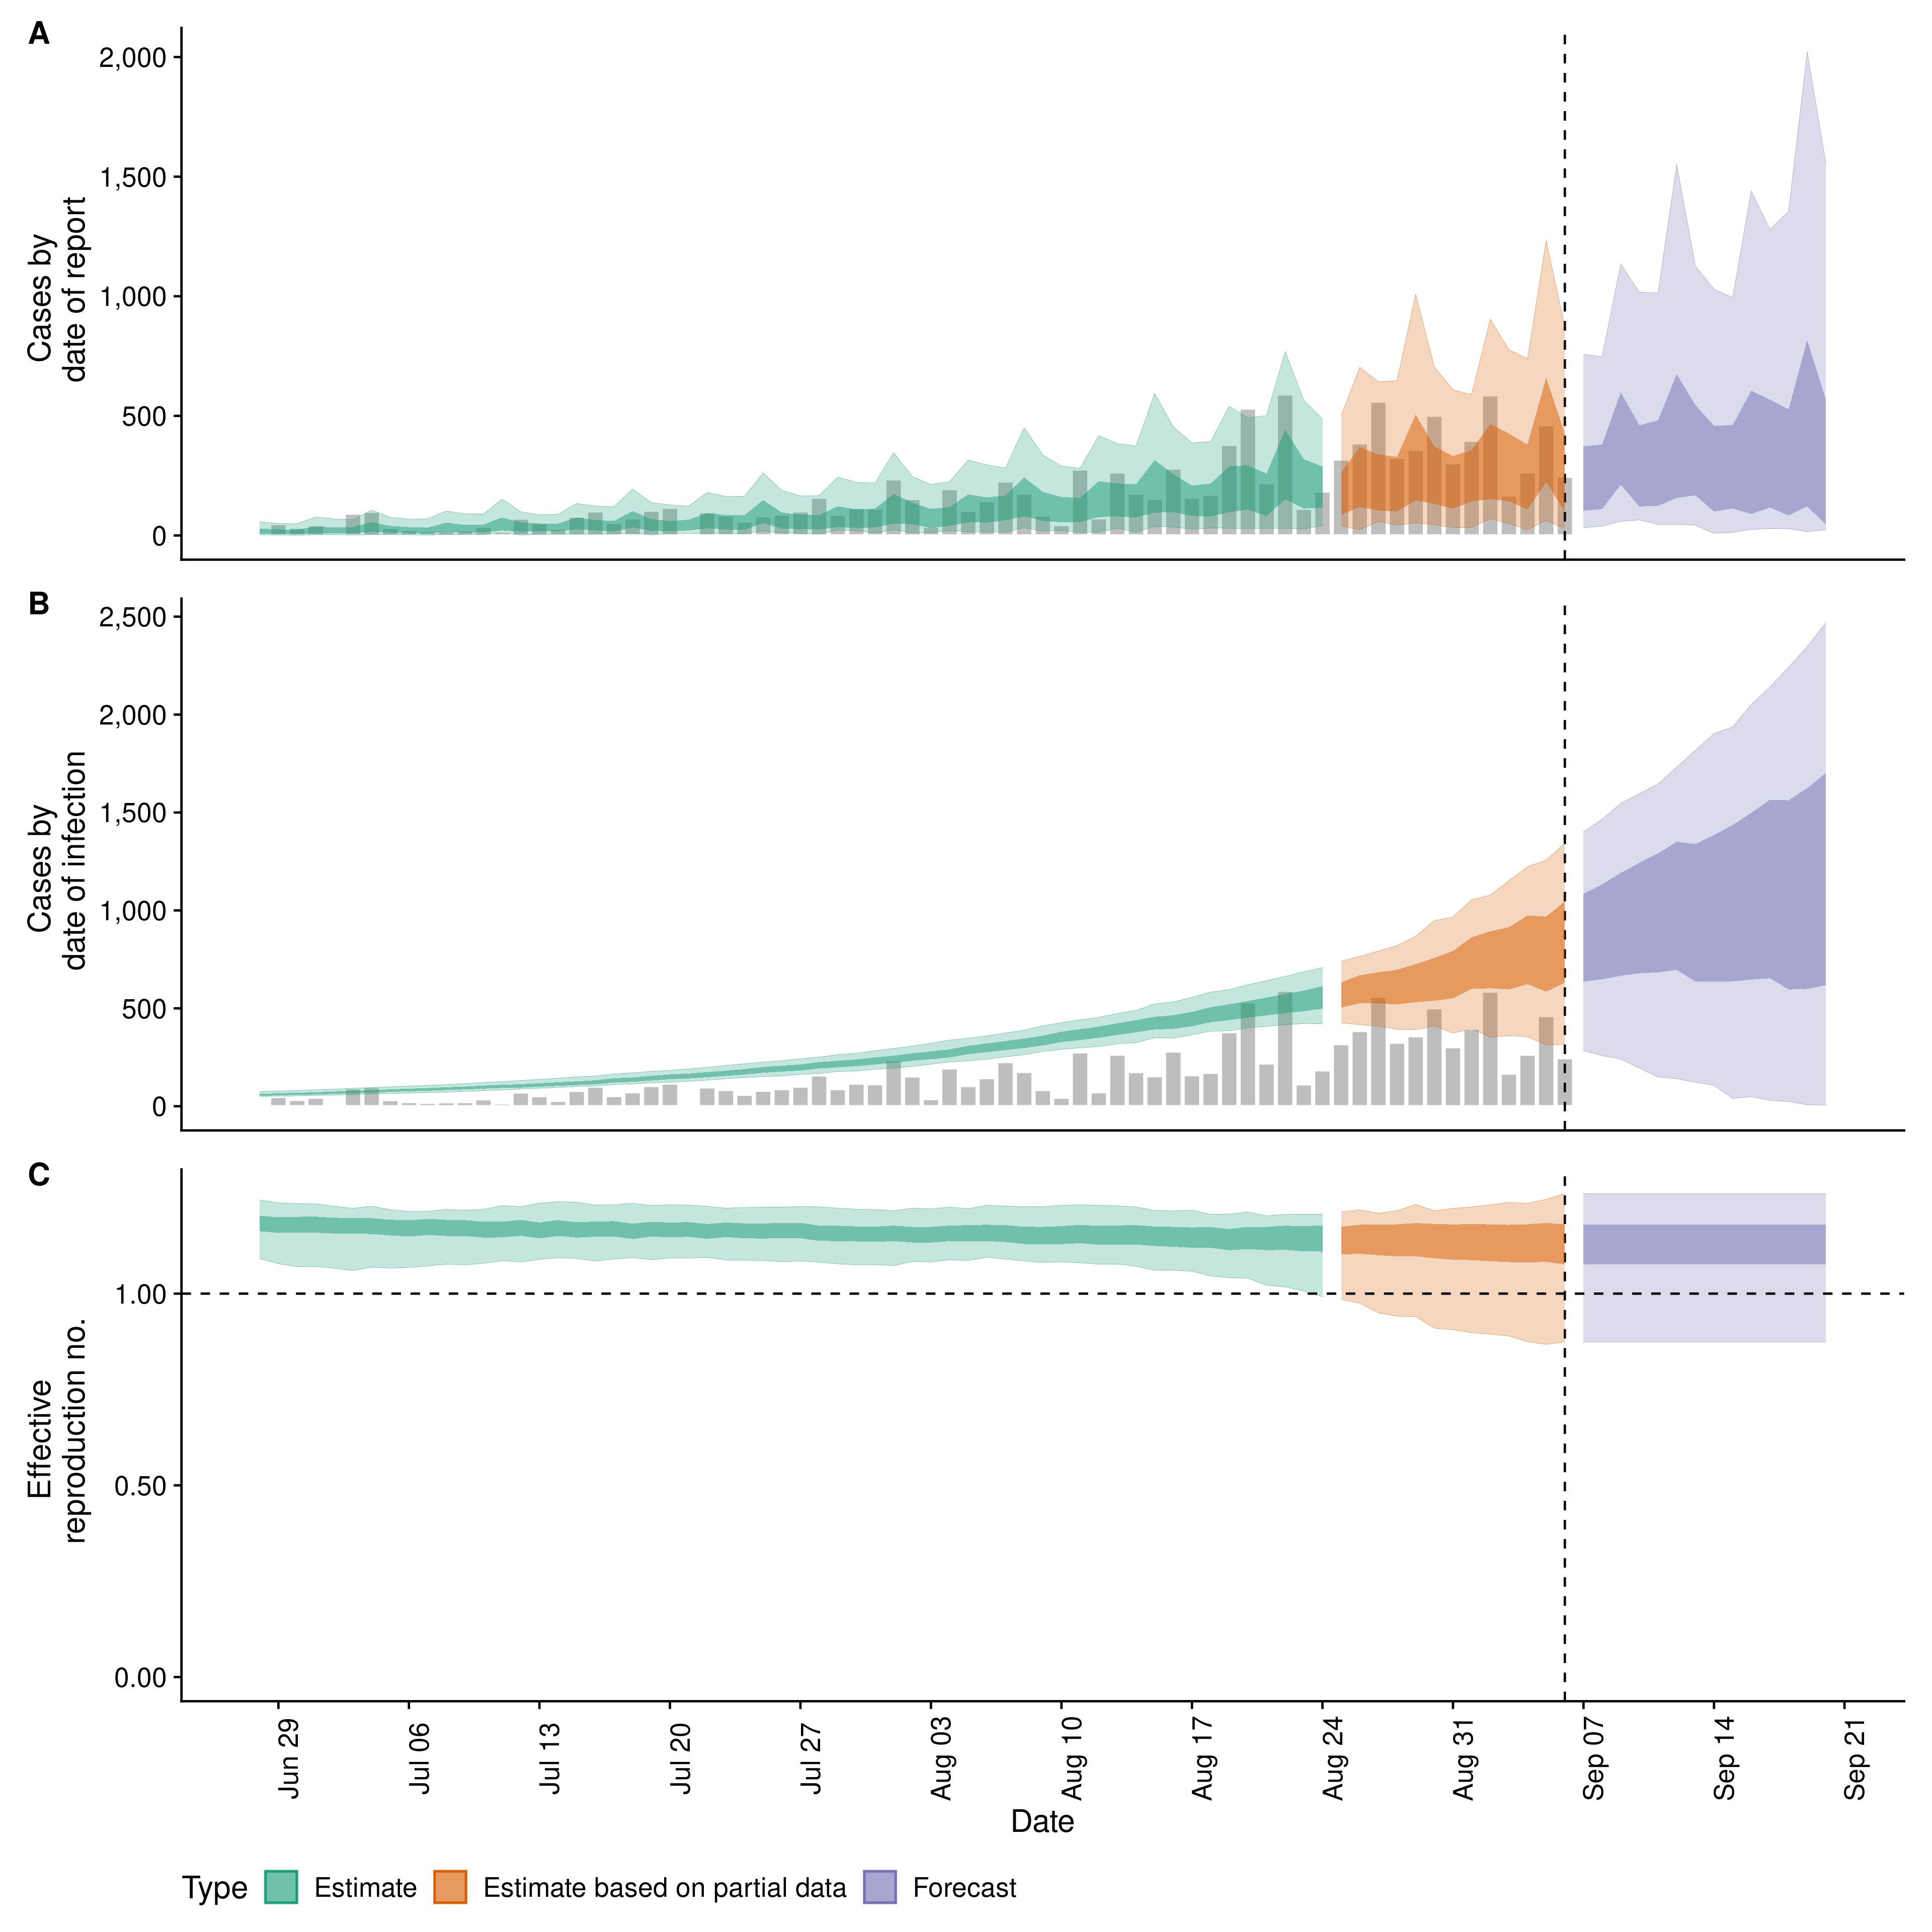 A
Cases by
date of report
2,000
1,500
1,000
500
0
B
Cases by
date of infection
2,500
2,000
1,500
1,000
500
0
C
Effective
reproduction no.
1.00
0.50
0.00
Jun 29
Jul 06
Jul 13
Jul 20
Jul 27
Aug 03
Aug 10
Aug 17
Aug 24
Aug 31
Sep 07
Sep 14
Sep 21
Date
Type Estimate Estimate based on partial data Forecast